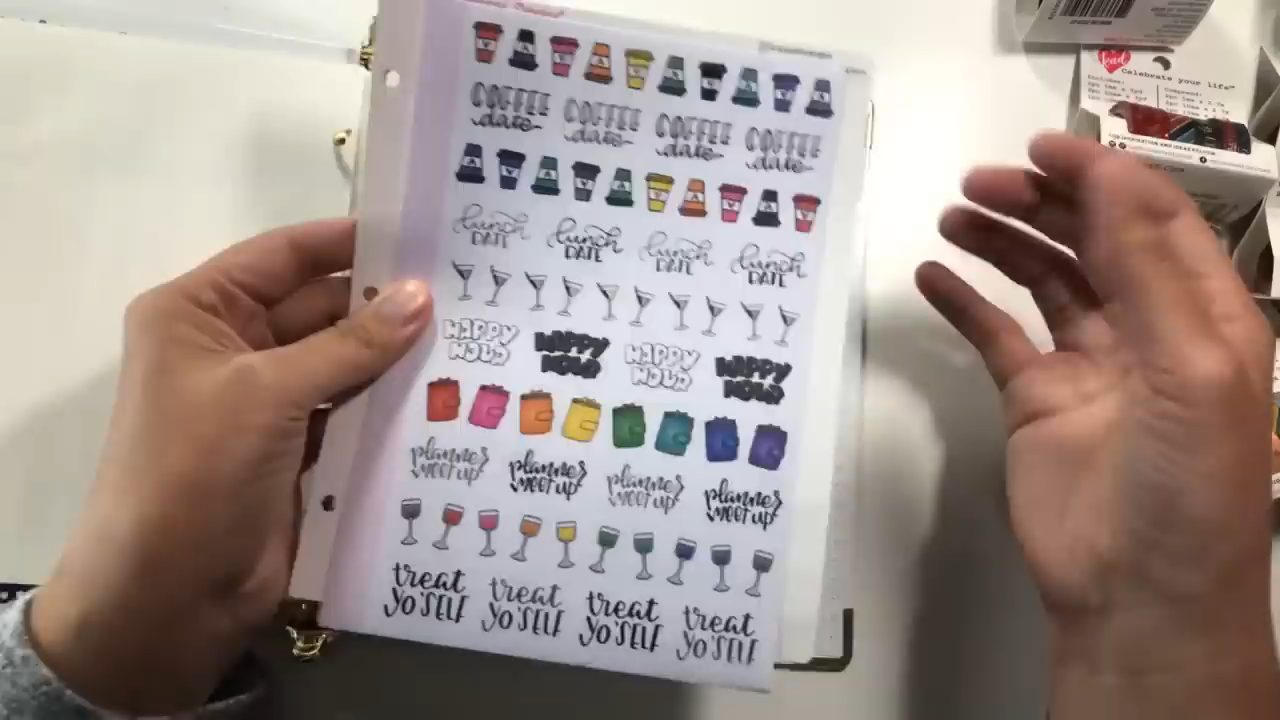 COFFEE COFFEE COFFEE COFFEE
date date date date
lunch lunch lunch lunch
DATE DATE DATE DATE
HAPPY HAPPY HAPPY HAPPY
HOUR HOUR HOUR HOUR
planner planner planner planner
meet up meet up meet up meet up
treat treat treat treat
yo'SELF yo'SELF yo'SELF yo'SELF
Celebrate your life™